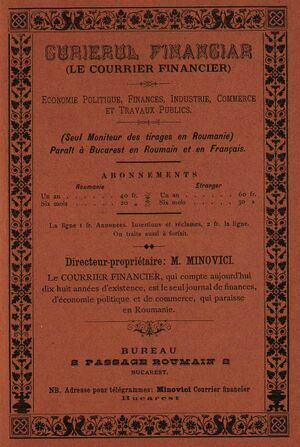 CURIERUL FINANCIAR
(LE COURRIER FINANCIER)
ECONOMIE POLITIQUE, FINANCES, INDUSTRIE, COMMERCE
ET TRAVAUX PUBLICS.
(Seul Moniteur des tirages en Roumanie)
Paraît à Bucarest en Roumain et en Français.
ABONNEMENTS
Roumanie Etranger
Un an . . . . 40 fr. Un an . . . . 60 fr.
Six mois . . . 20 » Six mois . . . 30 »
La ligne 1 fr. Annonces. Insertions et réclames, 2 fr. la ligne.
On traite aussi à forfait.
Directeur-propriétaire: M. MINOVICI.
Le COURRIER FINANCIER, qui compte aujourd'hui
dix huit années d'existence, est le seul journal de finances,
d'économie politique et de commerce, qui paraisse
en Roumanie.
BUREAU
2 PASSAGE ROUMAIN 2
BUCAREST.
NB. Adresse pour télégrammes: Minovici Courrier financier
Bucarest